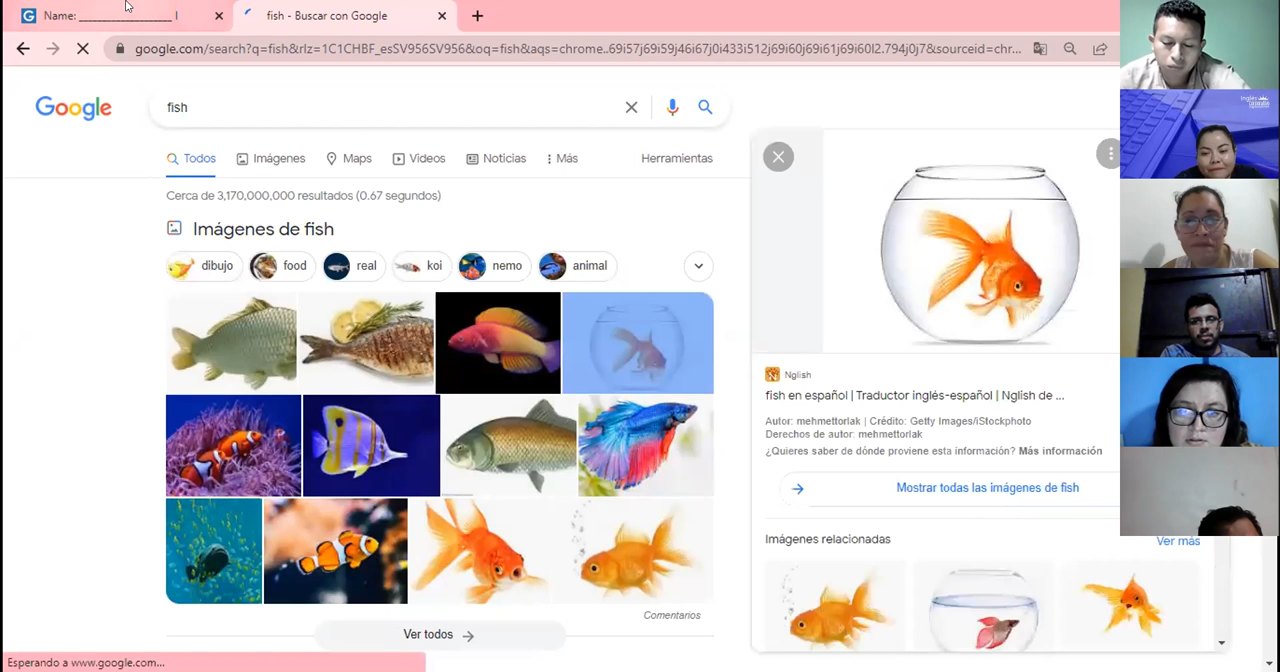 Name: ____________________ I
fish - Buscar con Google
google.com/search?q=fish&rlz=1C1CHBF_esSV956SV956&oq=fish&aqs=chrome..69i57j69i59j46i67j0i433i512j69i60j69i61j69i60l2.794j0j7&sourceid=chr...
Google
fish
Todos
Imágenes
Maps
Videos
Noticias
Más
Herramientas
Cerca de 3,170,000,000 resultados (0.67 segundos)
Imágenes de fish
dibujo
food
real
koi
nemo
animal
Comentarios
Ver todos
Nglish
fish en español | Traductor inglés-español | Nglish de ...
Autor: mehmettorlak | Crédito: Getty Images/iStockphoto
Derechos de autor: mehmettorlak
¿Quieres saber de dónde proviene esta información? Más información
Mostrar todas las imágenes de fish
Imágenes relacionadas
Ver más
Esperando a www.google.com...